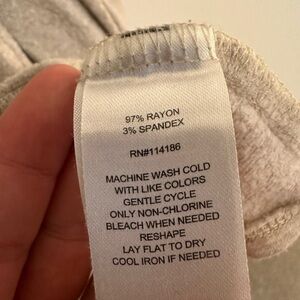 97% RAYON
3% SPANDEX
RN#114186
MACHINE WASH COLD
WITH LIKE COLORS
GENTLE CYCLE
ONLY NON-CHLORINE
BLEACH WHEN NEEDED
RESHAPE
LAY FLAT TO DRY
COOL IRON IF NEEDED